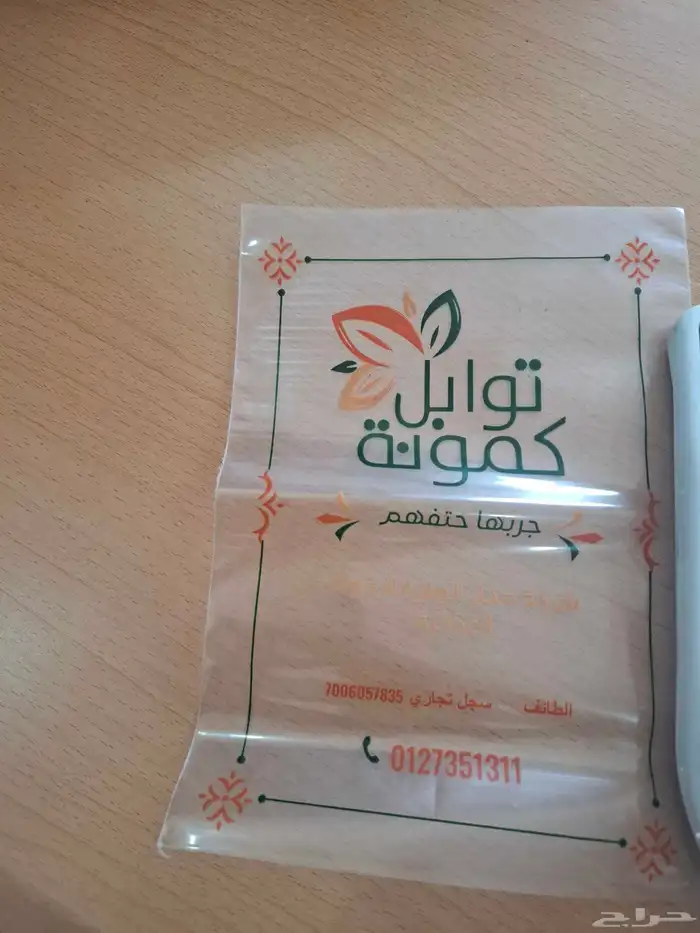 توابل
كمونة
جربها حتفهم
الطائف سجل تجاري 7006057835
0127351311
حراج